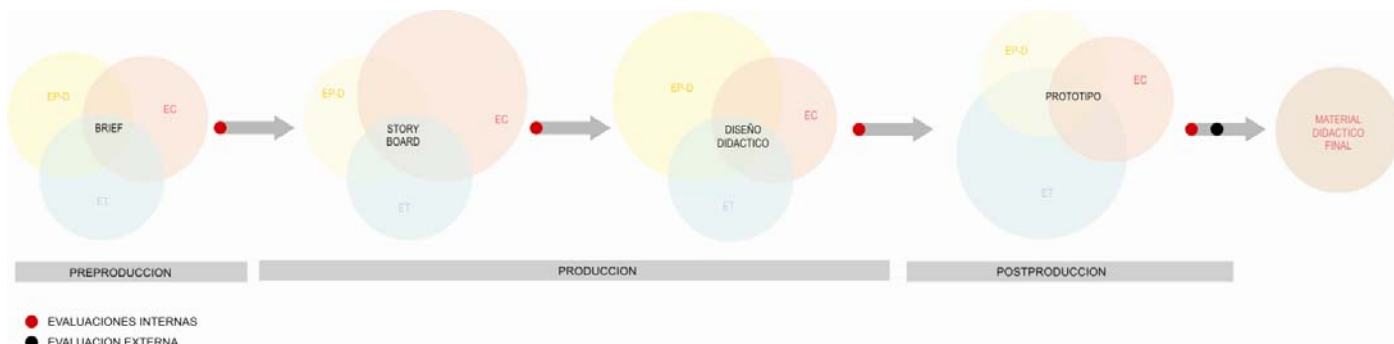 EP-D
EC
BRIEF
ET
EP-D
EC
STORY
BOARD
ET
EP-D
EC
DISEÑO
DIDACTICO
ET
EP-D
EC
PROTOTIPO
ET
MATERIAL
DIDACTICO
FINAL
PREPRODUCCION
PRODUCCION
POSTPRODUCCION
EVALUACIONES INTERNAS
EVALUACION EXTERNA